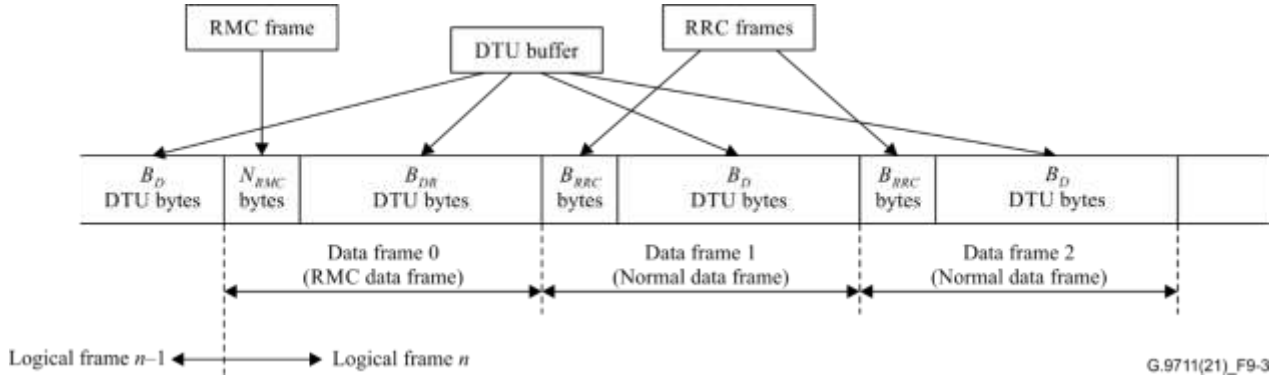 RMC frame
DTU buffer
RRC frames
B_D
DTU bytes
N_RMC
bytes
B_DR
DTU bytes
B_RRC
bytes
B_D
DTU bytes
B_RRC
bytes
B_D
DTU bytes
Data frame 0
(RMC data frame)
Data frame 1
(Normal data frame)
Data frame 2
(Normal data frame)
Logical frame n–1
Logical frame n
G.9711(21)_F9-3